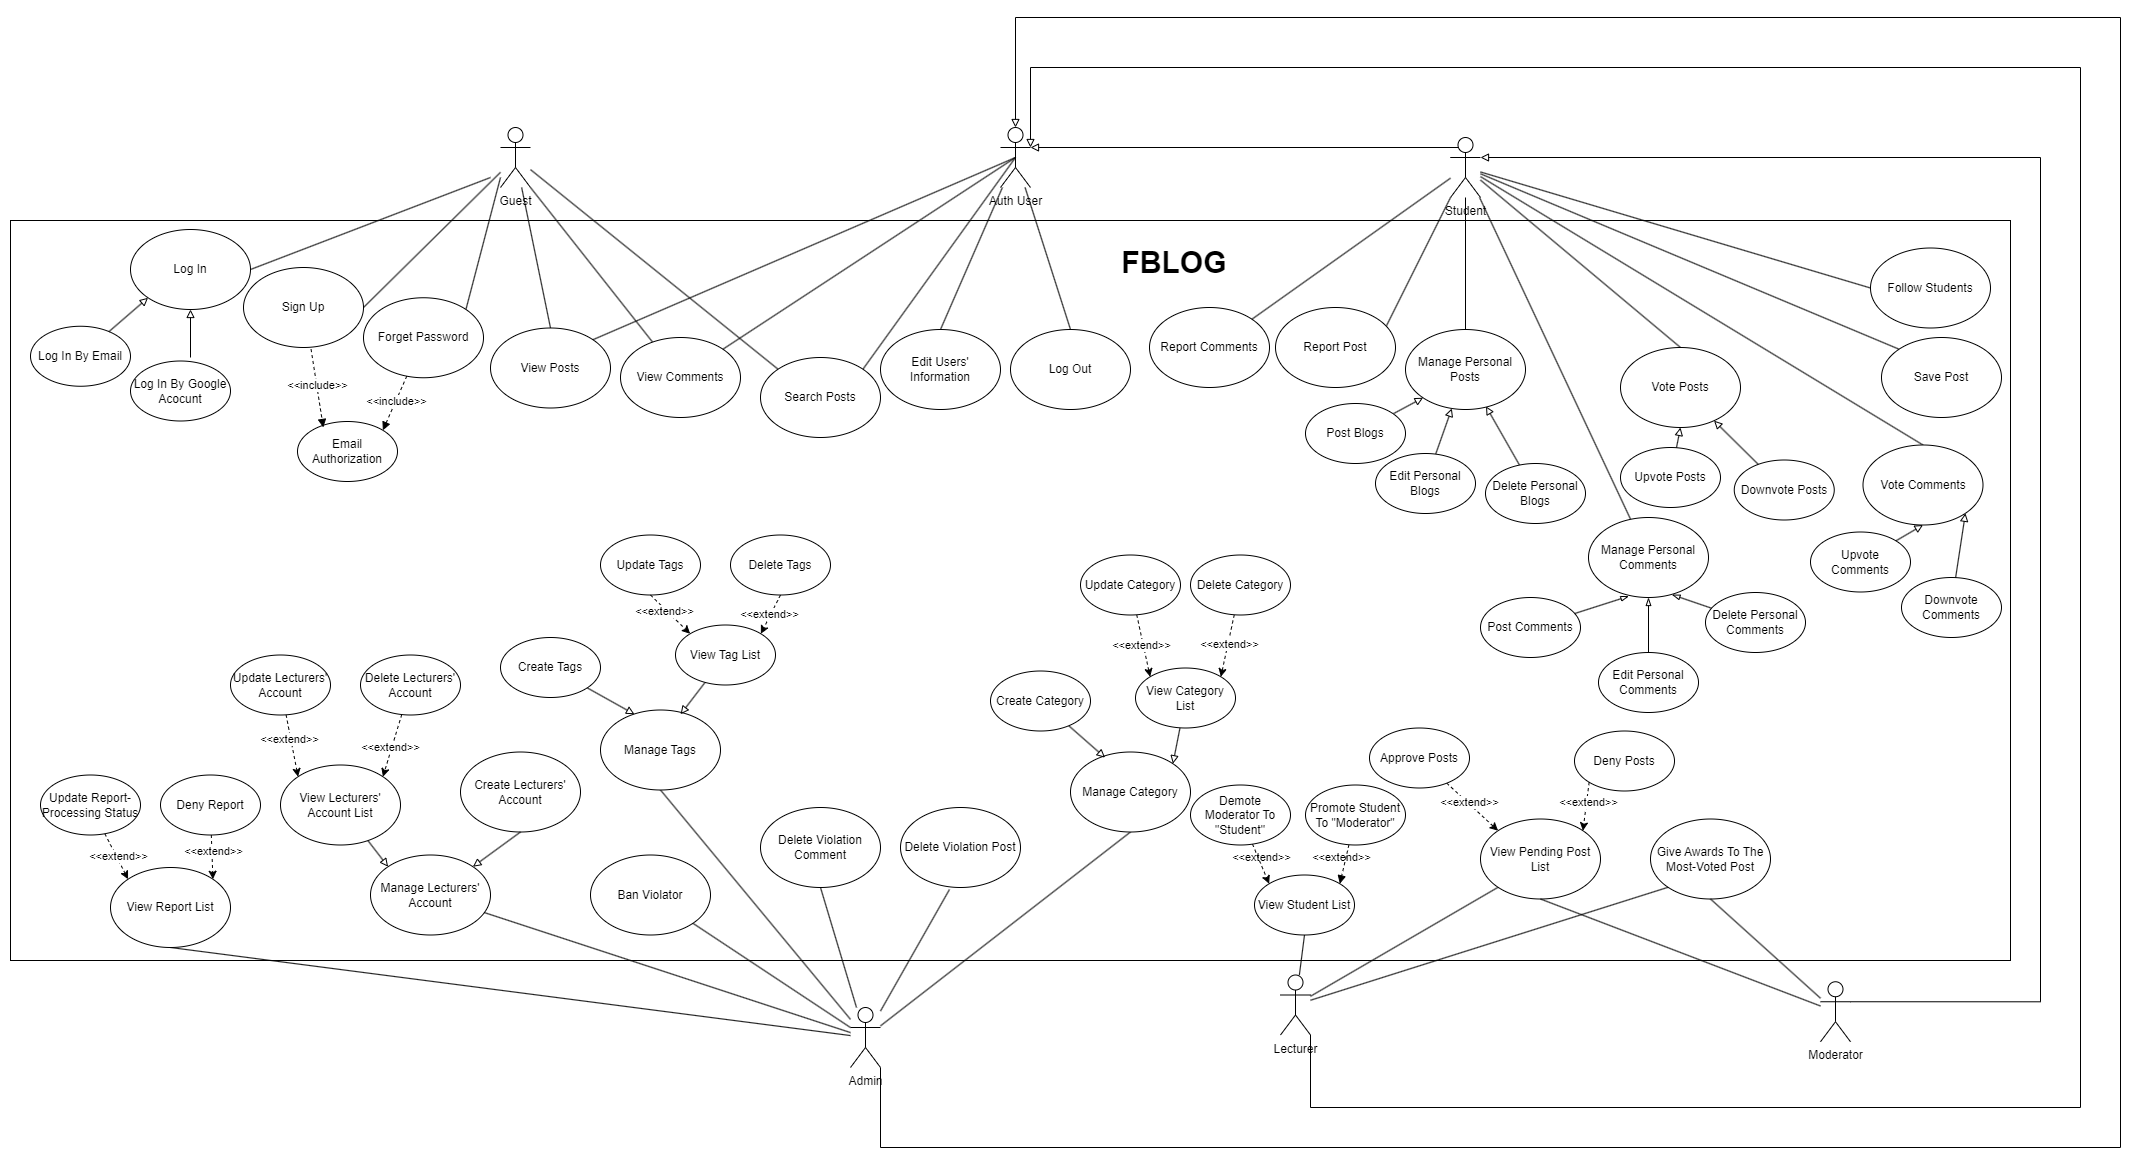 Guest
Auth User
Student
FBLOG
Log In
Sign Up
Forget Password
Log In By Email
Log In By Google
Acocunt
<<include>>
<<include>>
Email
Authorization
View Posts
View Comments
Search Posts
Edit Users'
Information
Log Out
Report Comments
Report Post
Manage Personal
Posts
Post Blogs
Edit Personal
Blogs
Delete Personal
Blogs
Vote Posts
Upvote Posts
Downvote Posts
Follow Students
Save Post
Vote Comments
Upvote
Comments
Downvote
Comments
Manage Personal
Comments
Post Comments
Edit Personal
Comments
Delete Personal
Comments
Update Tags
Delete Tags
<<extend>>
<<extend>>
View Tag List
Create Tags
Manage Tags
Update Category
Delete Category
<<extend>>
<<extend>>
View Category
List
Create Category
Manage Category
Update Lecturers'
Account
Delete Lecturers'
Account
<<extend>>
<<extend>>
View Lecturers'
Account List
Create Lecturers'
Account
Manage Lecturers'
Account
Update Report-
Processing Status
Deny Report
<<extend>>
<<extend>>
View Report List
Ban Violator
Delete Violation
Comment
Delete Violation Post
Demote
Moderator To
"Student"
Promote Student
To "Moderator"
<<extend>>
<<extend>>
View Student List
Approve Posts
Deny Posts
<<extend>>
<<extend>>
View Pending Post
List
Give Awards To The
Most-Voted Post
Admin
Lecturer
Moderator